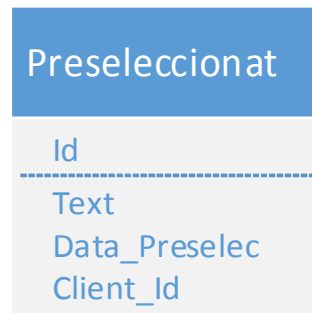 Preseleccionat
Id
Text
Data_Preselec
Client_Id